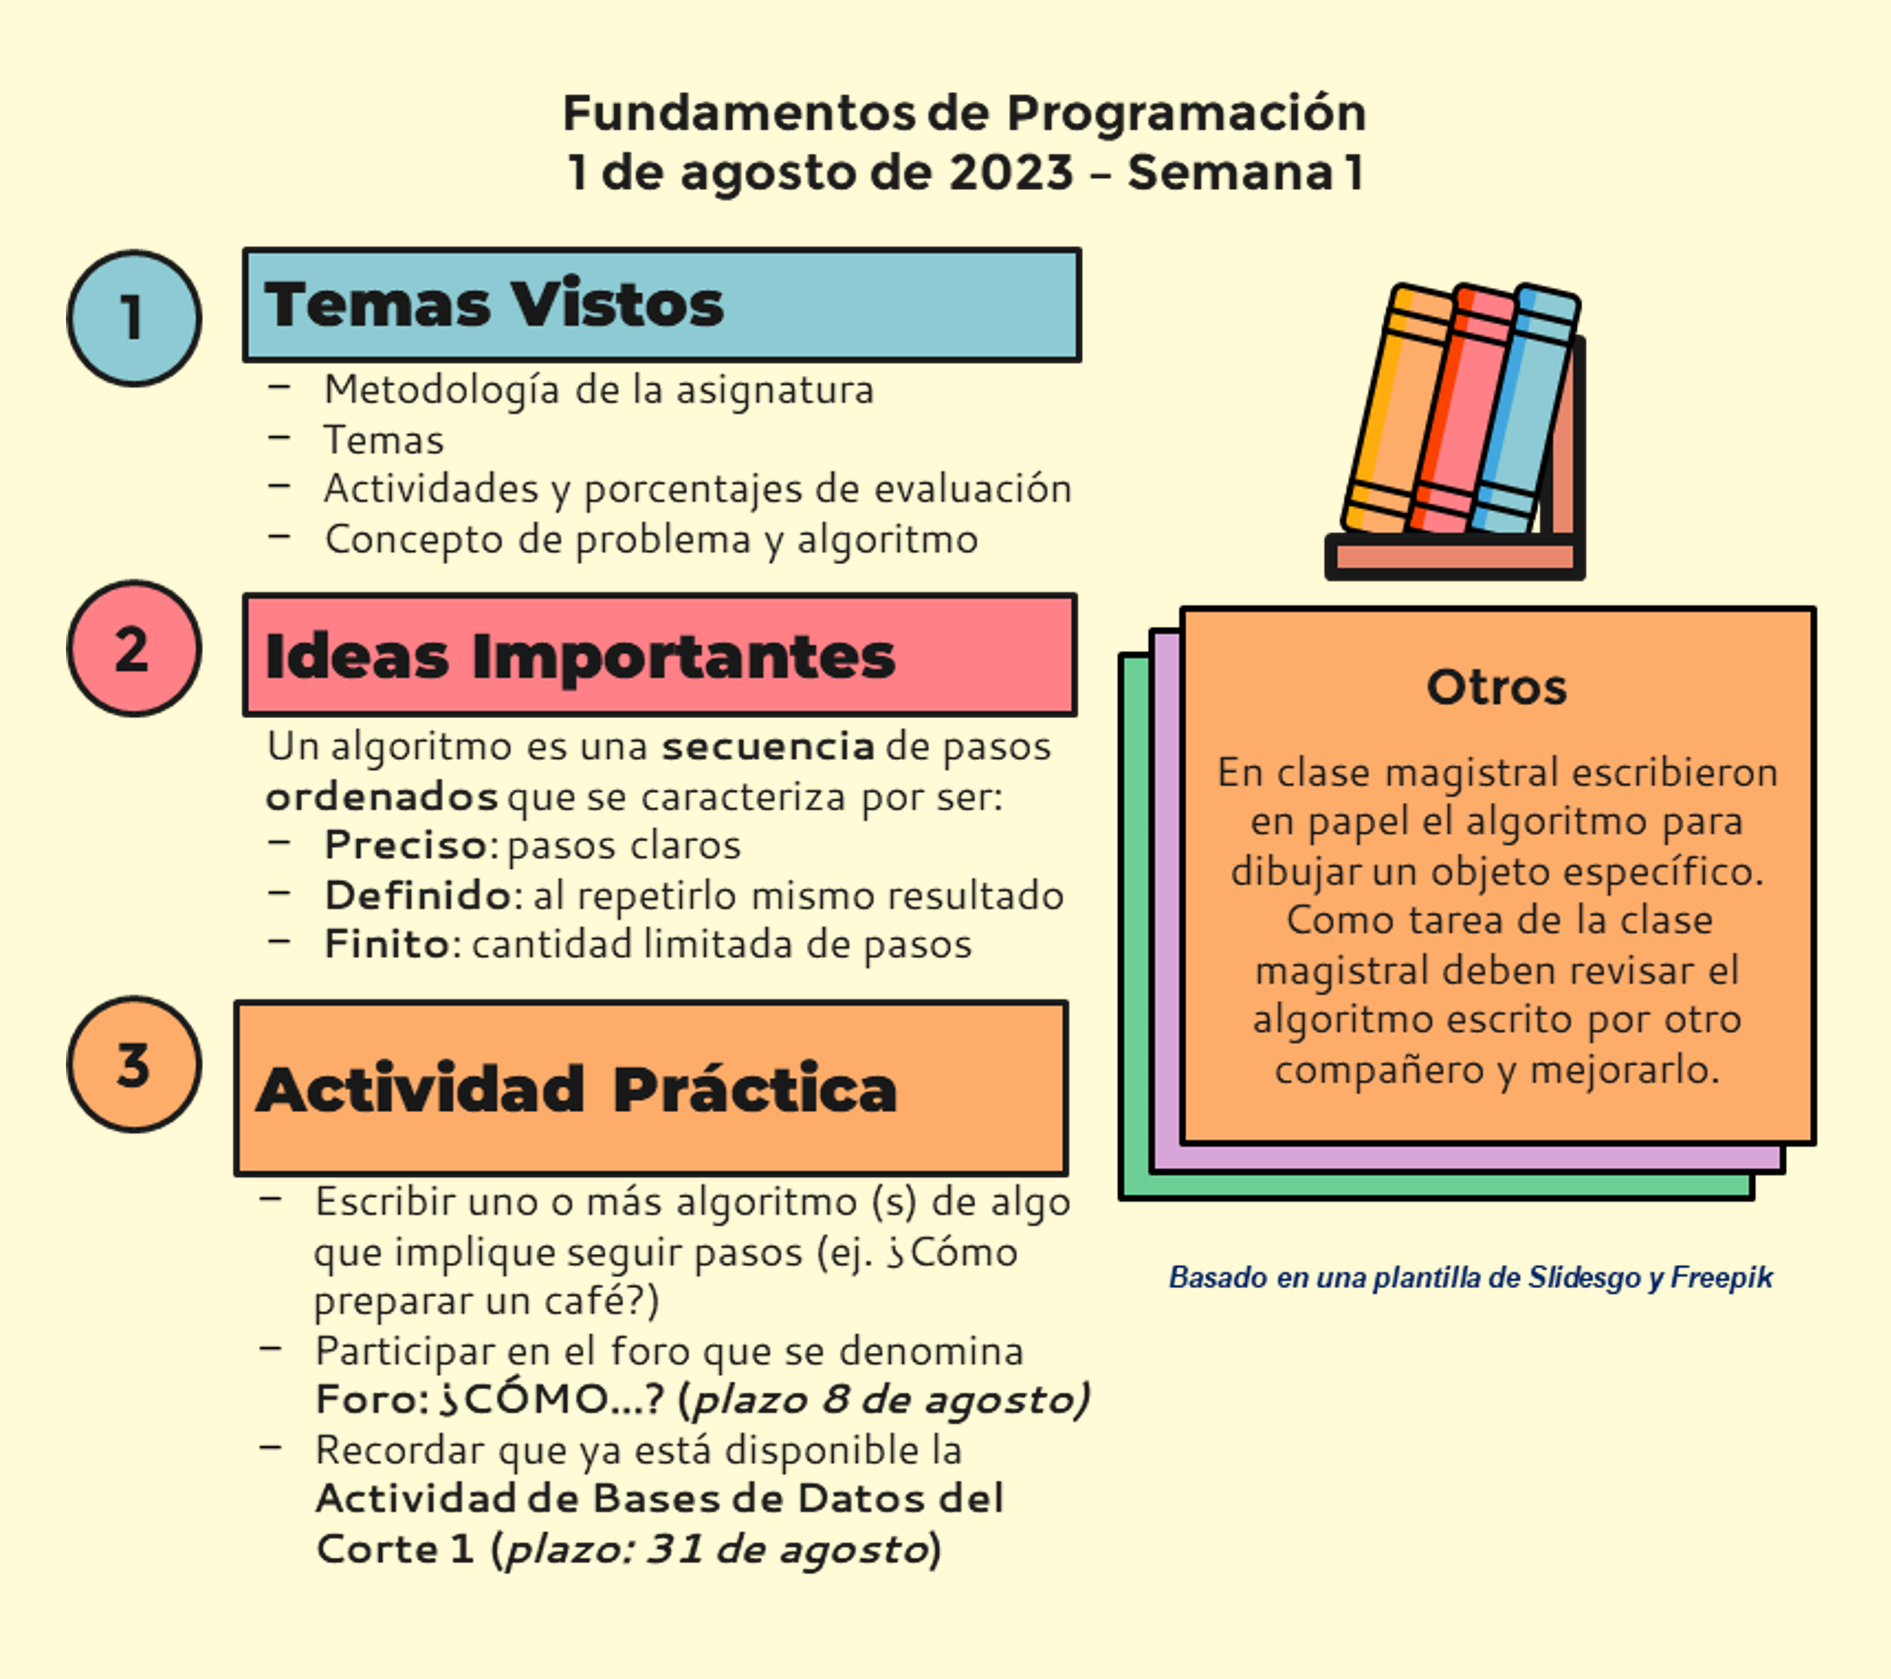 Fundamentos de Programación
1 de agosto de 2023 – Semana 1
1
Temas Vistos
– Metodología de la asignatura
– Temas
– Actividades y porcentajes de evaluación
– Concepto de problema y algoritmo
2
Ideas Importantes
Un algoritmo es una secuencia de pasos
ordenados que se caracteriza por ser:
– Preciso: pasos claros
– Definido: al repetirlo mismo resultado
– Finito: cantidad limitada de pasos
3
Actividad Práctica
– Escribir uno o más algoritmo (s) de algo
que implique seguir pasos (ej. ¿Cómo
preparar un café?)
– Participar en el foro que se denomina
Foro: ¿CÓMO...? (plazo 8 de agosto)
– Recordar que ya está disponible la
Actividad de Bases de Datos del
Corte 1 (plazo: 31 de agosto)
Otros
En clase magistral escribieron
en papel el algoritmo para
dibujar un objeto específico.
Como tarea de la clase
magistral deben revisar el
algoritmo escrito por otro
compañero y mejorarlo.
Basado en una plantilla de Slidesgo y Freepik